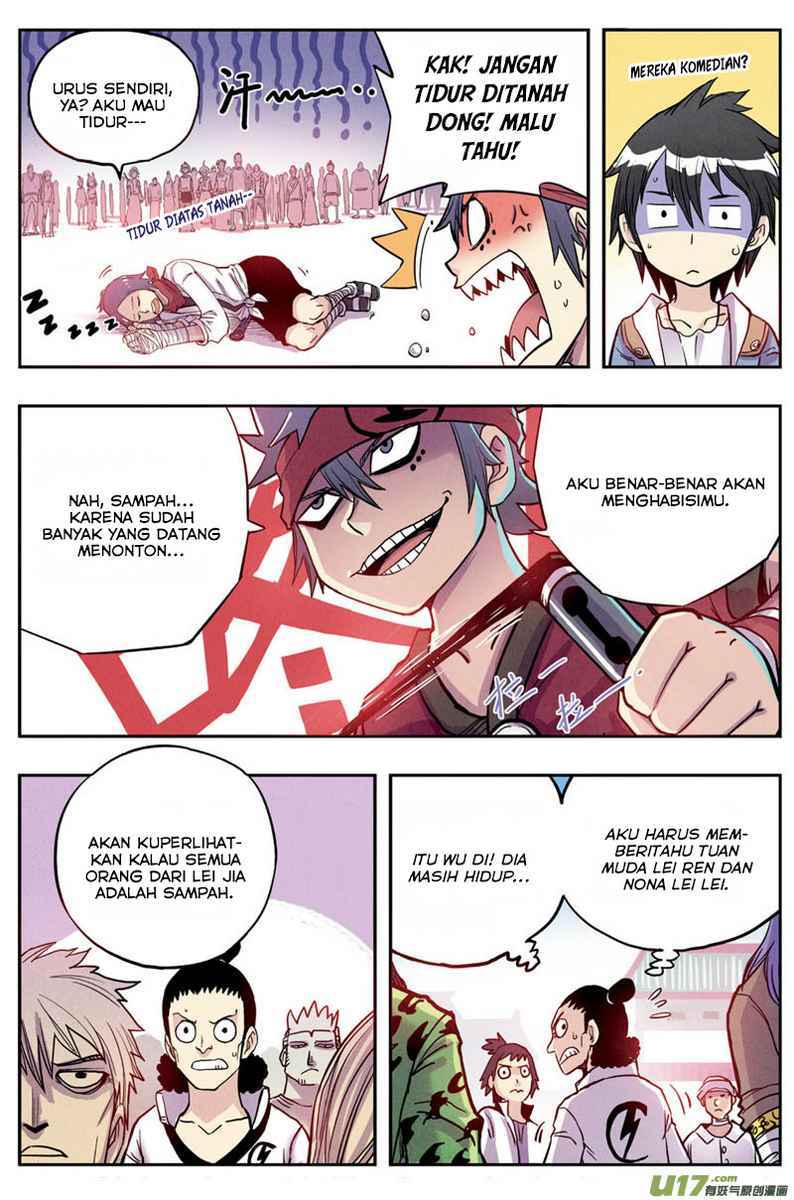 URUS SENDIRI,
YA? AKU MAU
TIDUR---
汗
TIDUR DIATAS TANAH--
Z Z Z Z Z
KAK! JANGAN
TIDUR DITANAH
DONG! MALU
TAHU!
MEREKA KOMEDIAN?
NAH, SAMPAH...
KARENA SUDAH
BANYAK YANG DATANG
MENONTON...
AKU BENAR-BENAR AKAN
MENGHABISIMU.
拉一
拉一
AKAN KUPERLIHAT-
KAN KALAU SEMUA
ORANG DARI LEI JIA
ADALAH SAMPAH.
ITU WU DI! DIA
MASIH HIDUP...
AKU HARUS MEM-
BERITAHU TUAN
MUDA LEI REN DAN
NONA LEI LEI.
U17.com
有妖气原创漫画